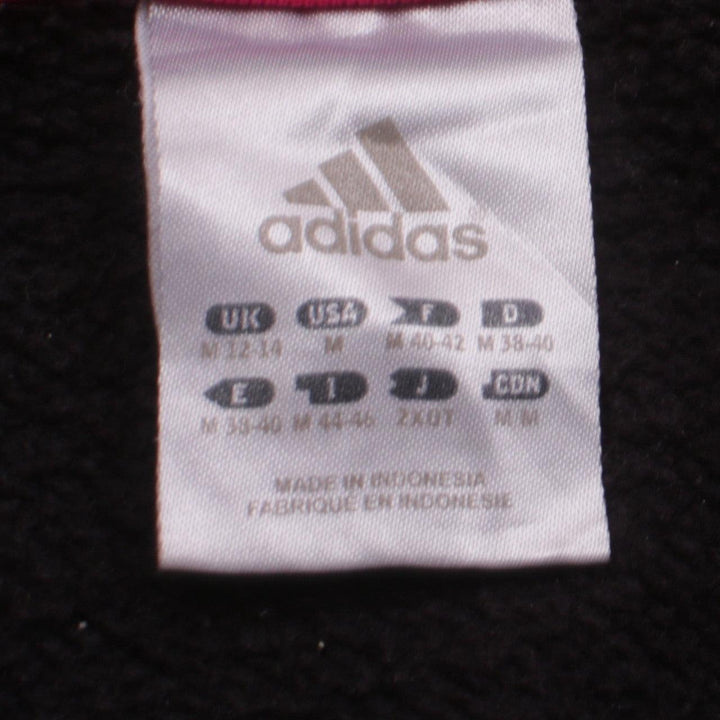 adidas
UK USA F D
M 12-14 M M 40-42 M 38-40
E I J CDN
M 38-40 M 44-46 2XOT M/M
MADE IN INDONESIA
FABRIQUÉ EN INDONESIE